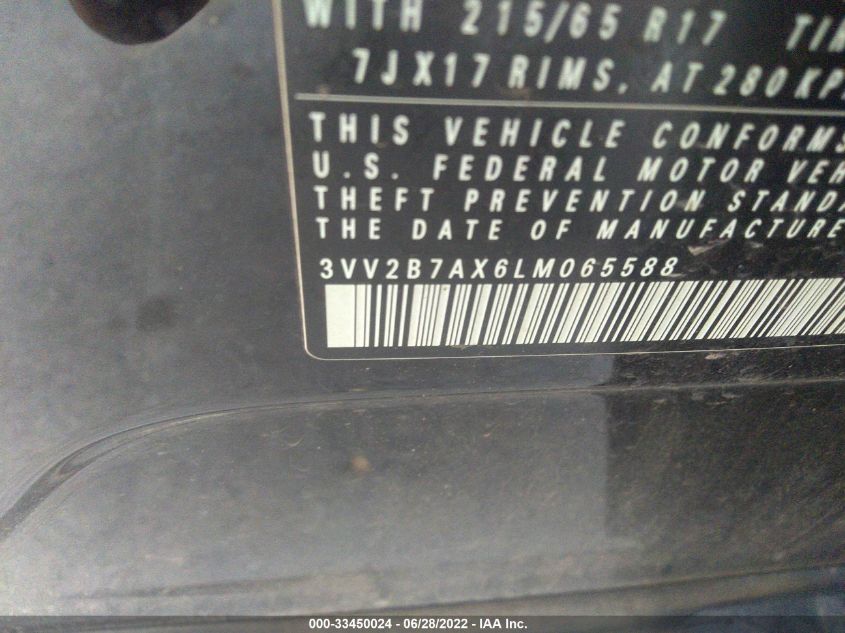 WITH 215/65 R17
7JX17 RIMS, AT 280
THIS VEHICLE CONFORMS
U.S. FEDERAL MOTOR
THEFT PREVENTION
THE DATE OF MANUFACTURE
3VV2B7AX6LM065588
000-33450024 - 06/28/2022 - IAA Inc.